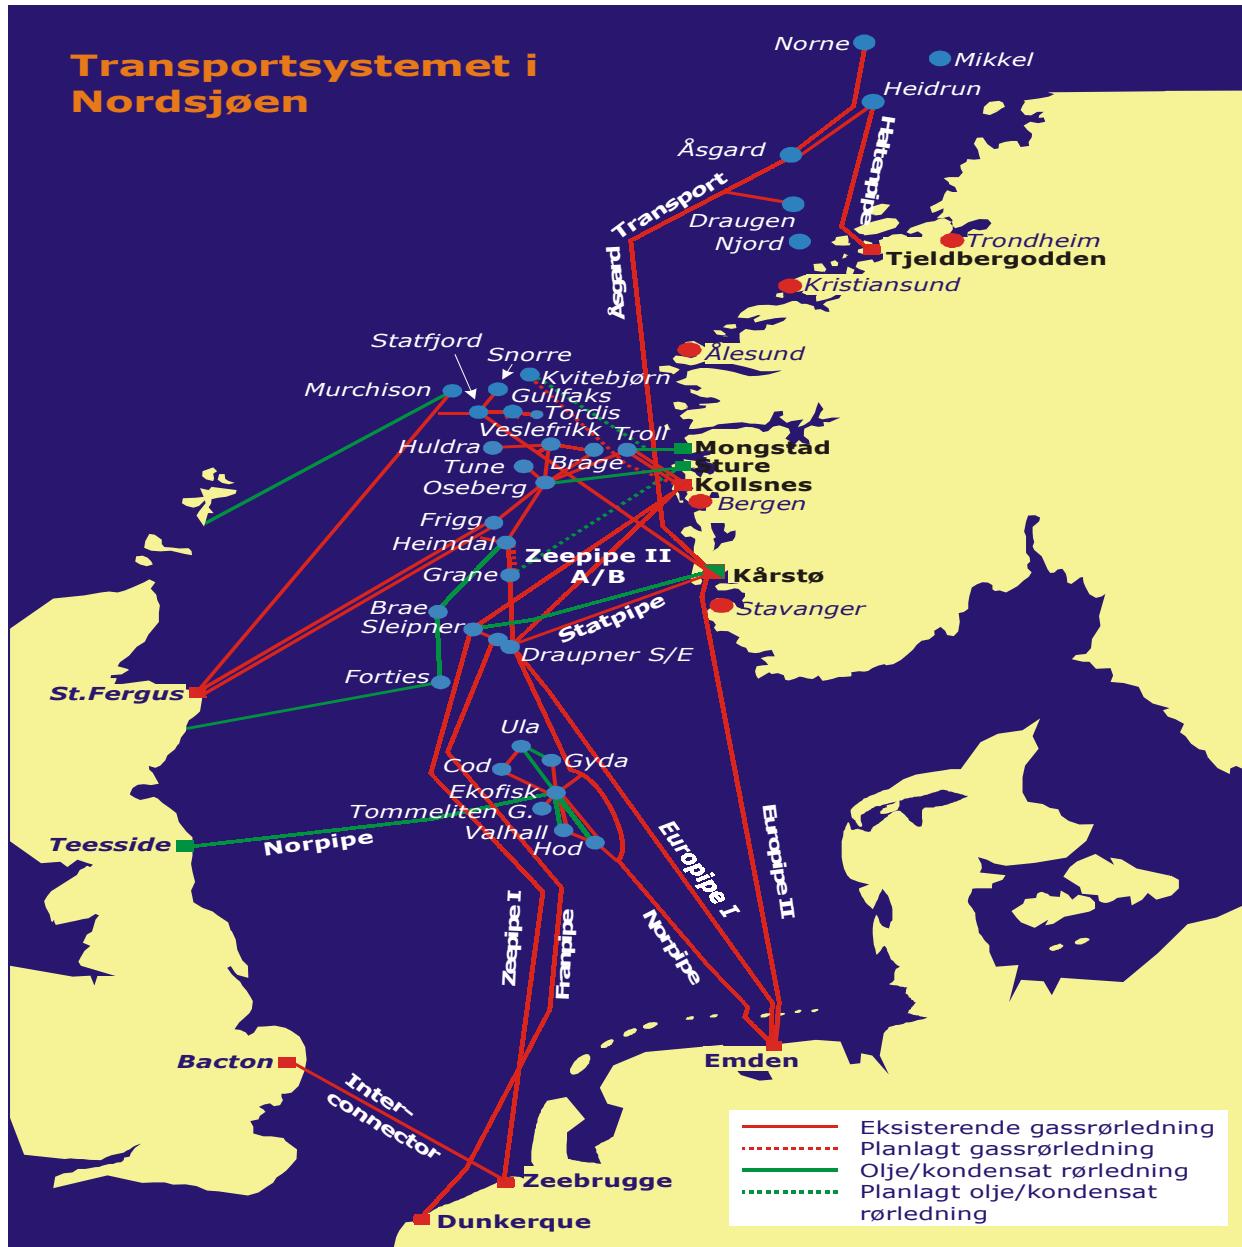 Transportsystemet i
Nordsjøen
Norne
Mikkel
Heidrun
Haltenpipe
Åsgard
Transport
Draugen
Njord
Trondheim
Tjeldbergodden
Åsgard
Kristiansund
Statfjord
Snorre
Ålesund
Murchison
Kvitebjørn
Gullfaks
Tordis
Veslefrikk
Troll
Huldra
Mongstad
Tune
Brage
Sture
Oseberg
Kollsnes
Bergen
Frigg
Heimdal
Zeepipe II
A/B
Grane
Kårstø
Brae
Stavanger
Sleipner
Statpipe
Draupner S/E
Forties
St.Fergus
Ula
Cod
Gyda
Ekofisk
Tommeliten G.
Valhall
Hod
Teesside
Norpipe
Europipe I
Europipe II
Zeepipe I
Franpipe
Norpipe
Emden
Bacton
Inter-
connector
Zeebrugge
Dunkerque
Eksisterende gassrørledning
Planlagt gassrørledning
Olje/kondensat rørledning
Planlagt olje/kondensat
rørledning